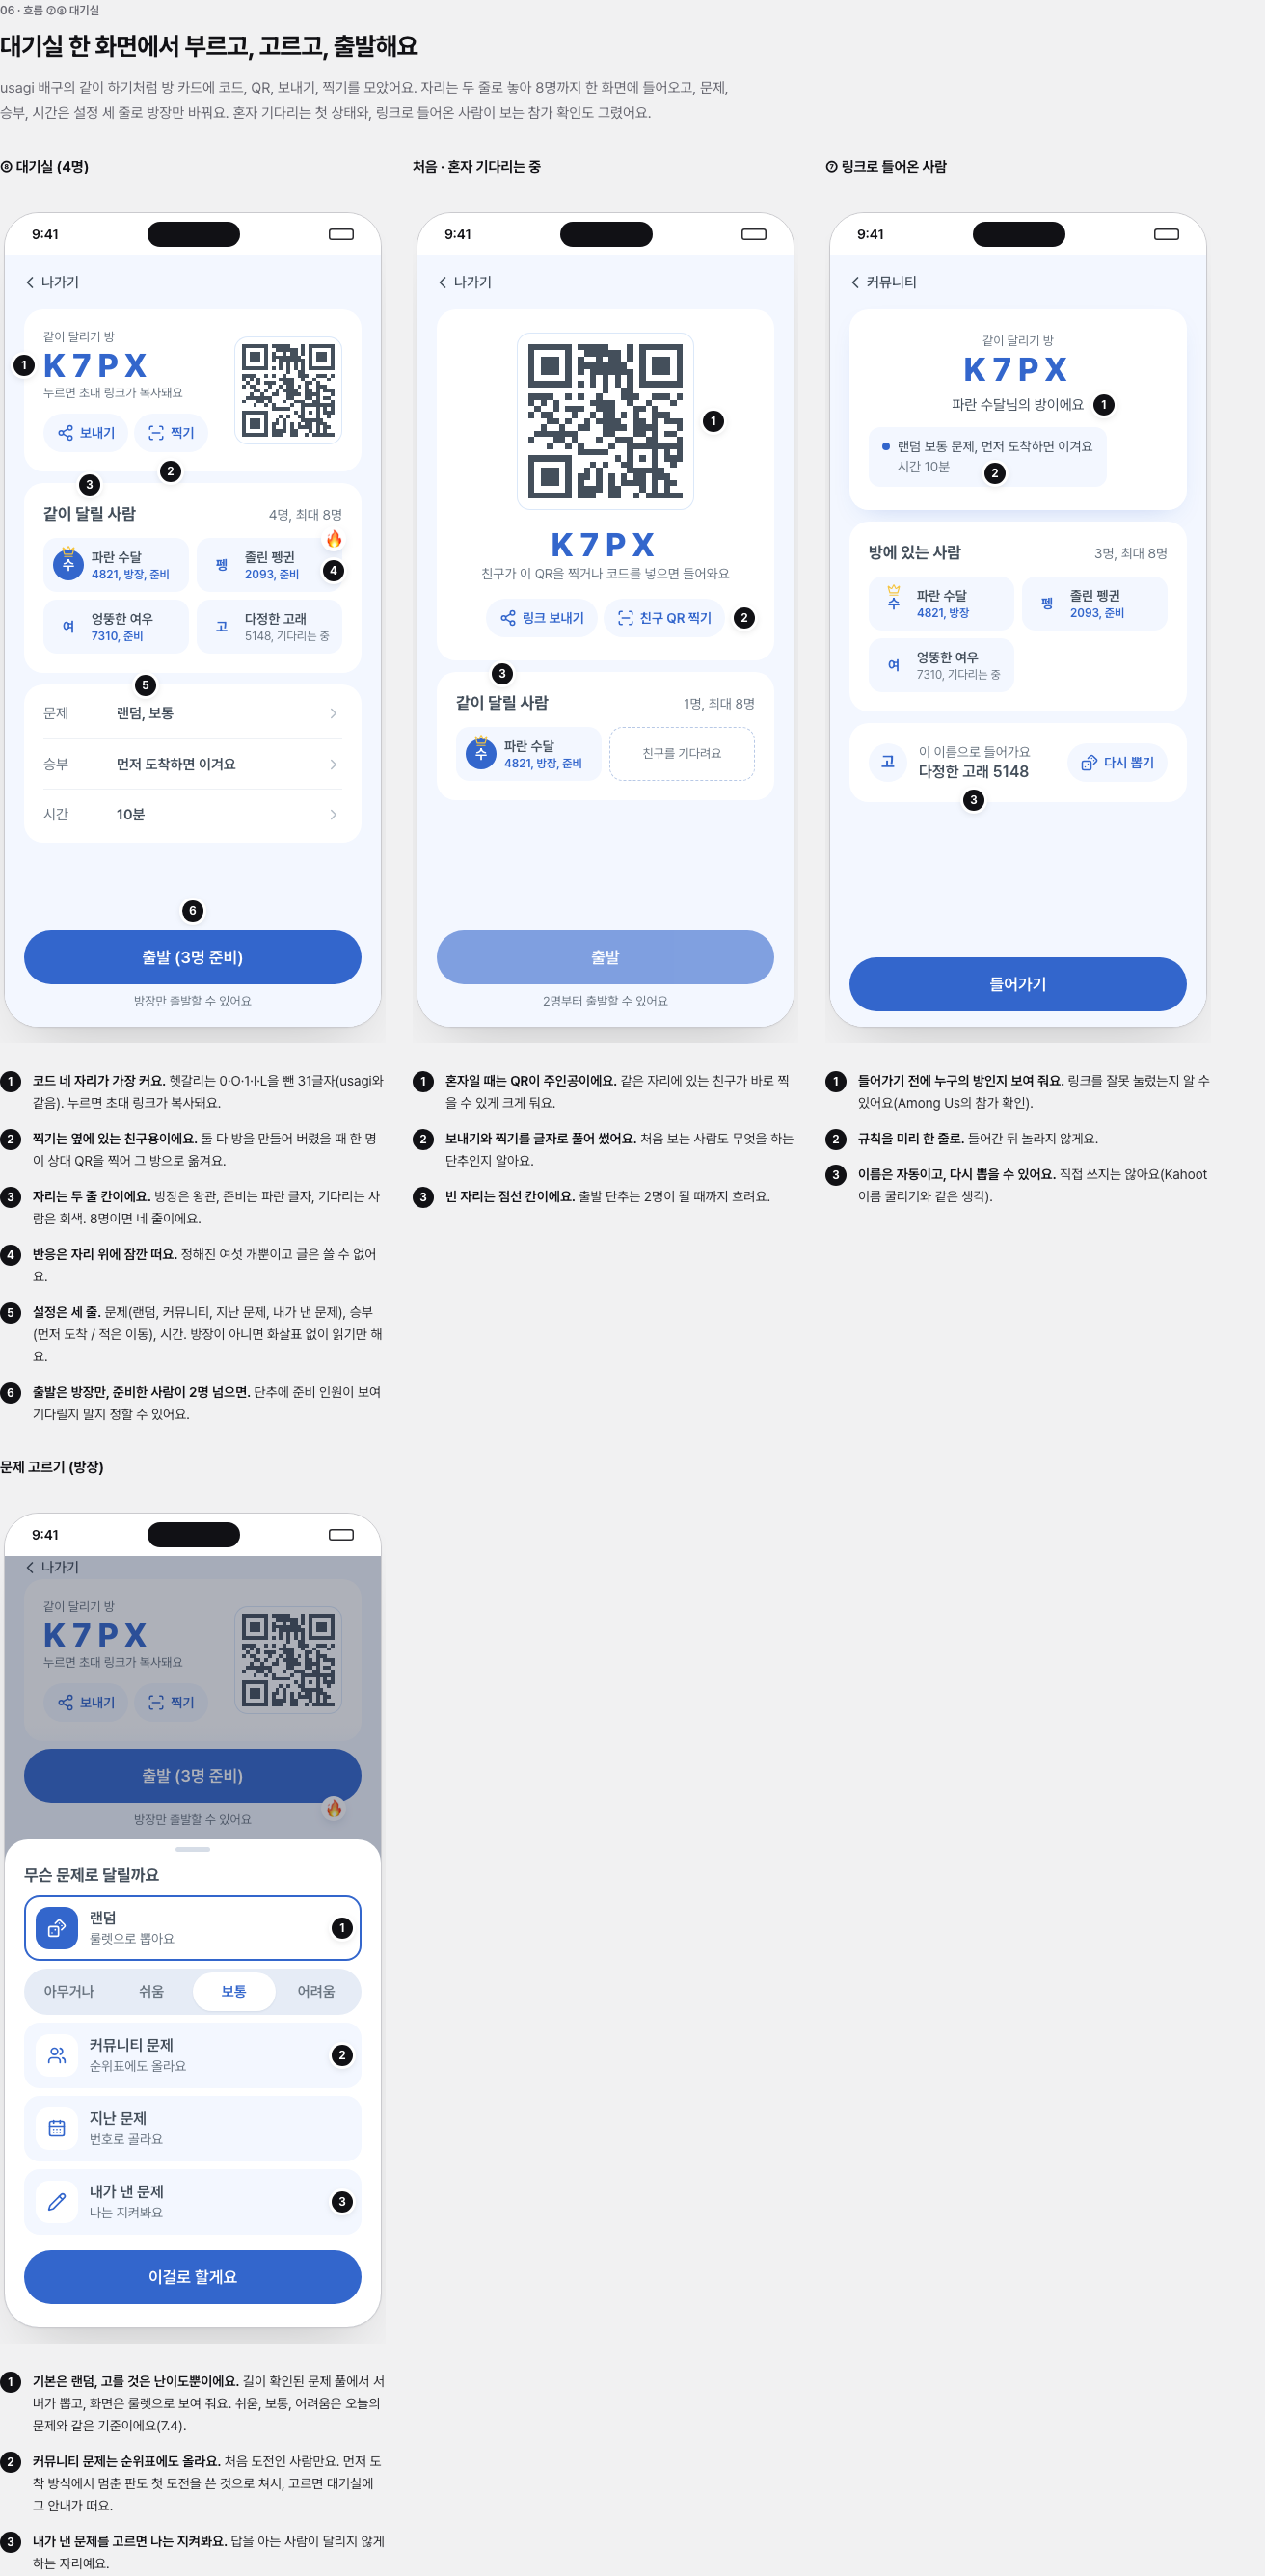 06 · 흐름 ⑦⑧ 대기실
대기실 한 화면에서 부르고, 고르고, 출발해요
usagi 배구의 같이 하기처럼 방 카드에 코드, QR, 보내기, 찍기를 모았어요. 자리는 두 줄로 놓아 8명까지 한 화면에 들어오고, 문제,
승부, 시간은 설정 세 줄로 방장만 바꿔요. 혼자 기다리는 첫 상태와, 링크로 들어온 사람이 보는 참가 확인도 그렸어요.
⑧ 대기실 (4명)
9:41
나가기
같이 달리기 방
K7PX
1
누르면 초대 링크가 복사돼요
보내기
찍기
2
3
같이 달릴 사람
4명, 최대 8명
수
파란 수달
4821, 방장, 준비
펭
졸린 펭귄
2093, 준비
4
여
엉뚱한 여우
7310, 준비
고
다정한 고래
5148, 기다리는 중
5
문제
랜덤, 보통
승부
먼저 도착하면 이겨요
시간
10분
6
출발 (3명 준비)
방장만 출발할 수 있어요
1 코드 네 자리가 가장 커요. 헷갈리는 0·O·1·I·L을 뺀 31글자(usagi와
같음). 누르면 초대 링크가 복사돼요.
2 찍기는 옆에 있는 친구용이에요. 둘 다 방을 만들어 버렸을 때 한 명
이 상대 QR을 찍어 그 방으로 옮겨요.
3 자리는 두 줄 칸이에요. 방장은 왕관, 준비는 파란 글자, 기다리는 사
람은 회색. 8명이면 네 줄이에요.
4 반응은 자리 위에 잠깐 떠요. 정해진 여섯 개뿐이고 글은 쓸 수 없어
요.
5 설정은 세 줄. 문제(랜덤, 커뮤니티, 지난 문제, 내가 낸 문제), 승부
(먼저 도착 / 적은 이동), 시간. 방장이 아니면 화살표 없이 읽기만 해
요.
6 출발은 방장만, 준비한 사람이 2명 넘으면. 단추에 준비 인원이 보여
기다릴지 말지 정할 수 있어요.
처음 · 혼자 기다리는 중
9:41
나가기
1
K7PX
친구가 이 QR을 찍거나 코드를 넣으면 들어와요
링크 보내기
친구 QR 찍기
2
3
같이 달릴 사람
1명, 최대 8명
수
파란 수달
4821, 방장, 준비
친구를 기다려요
출발
2명부터 출발할 수 있어요
1 혼자일 때는 QR이 주인공이에요. 같은 자리에 있는 친구가 바로 찍
을 수 있게 크게 둬요.
2 보내기와 찍기를 글자로 풀어 썼어요. 처음 보는 사람도 무엇을 하는
단추인지 알아요.
3 빈 자리는 점선 칸이에요. 출발 단추는 2명이 될 때까지 흐려요.
⑦ 링크로 들어온 사람
9:41
커뮤니티
같이 달리기 방
K7PX
파란 수달님의 방이에요
1
랜덤 보통 문제, 먼저 도착하면 이겨요
시간 10분
2
방에 있는 사람
3명, 최대 8명
수
파란 수달
4821, 방장
펭
졸린 펭귄
2093, 준비
여
엉뚱한 여우
7310, 기다리는 중
고
이 이름으로 들어가요
다정한 고래 5148
다시 뽑기
3
들어가기
1 들어가기 전에 누구의 방인지 보여 줘요. 링크를 잘못 눌렀는지 알 수
있어요(Among Us의 참가 확인).
2 규칙을 미리 한 줄로. 들어간 뒤 놀라지 않게요.
3 이름은 자동이고, 다시 뽑을 수 있어요. 직접 쓰지는 않아요(Kahoot
이름 굴리기와 같은 생각).
문제 고르기 (방장)
9:41
나가기
같이 달리기 방
K7PX
누르면 초대 링크가 복사돼요
보내기
찍기
출발 (3명 준비)
방장만 출발할 수 있어요
무슨 문제로 달릴까요
랜덤
룰렛으로 뽑아요
1
아무거나
쉬움
보통
어려움
커뮤니티 문제
순위표에도 올라요
2
지난 문제
번호로 골라요
내가 낸 문제
나는 지켜봐요
3
이걸로 할게요
1 기본은 랜덤, 고를 것은 난이도뿐이에요. 길이 확인된 문제 풀에서 서
버가 뽑고, 화면은 룰렛으로 보여 줘요. 쉬움, 보통, 어려움은 오늘의
문제와 같은 기준이에요(7.4).
2 커뮤니티 문제는 순위표에도 올라요. 처음 도전인 사람만요. 먼저 도
착 방식에서 멈춘 판도 첫 도전을 쓴 것으로 쳐서, 고르면 대기실에
그 안내가 떠요.
3 내가 낸 문제를 고르면 나는 지켜봐요. 답을 아는 사람이 달리지 않게
하는 자리예요.